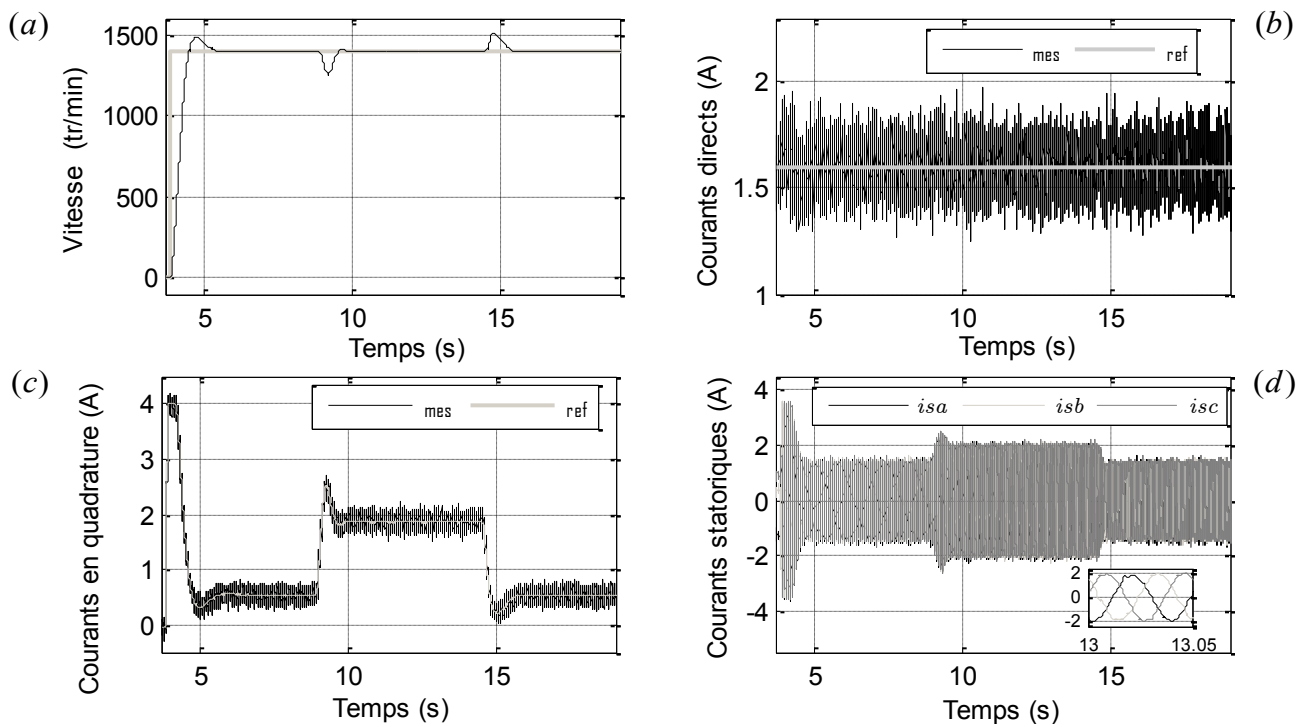 (a)
Vitesse (tr/min)
1500
1000
500
0
5
10
15
Temps (s)
(b)
Courants directs (A)
mes
ref
2
1.5
1
5
10
15
Temps (s)
(c)
Courants en quadrature (A)
mes
ref
4
3
2
1
0
5
10
15
Temps (s)
(d)
Courants statoriques (A)
isa
isb
isc
4
2
0
-2
-4
2
0
-2
13
13.05
5
10
15
Temps (s)